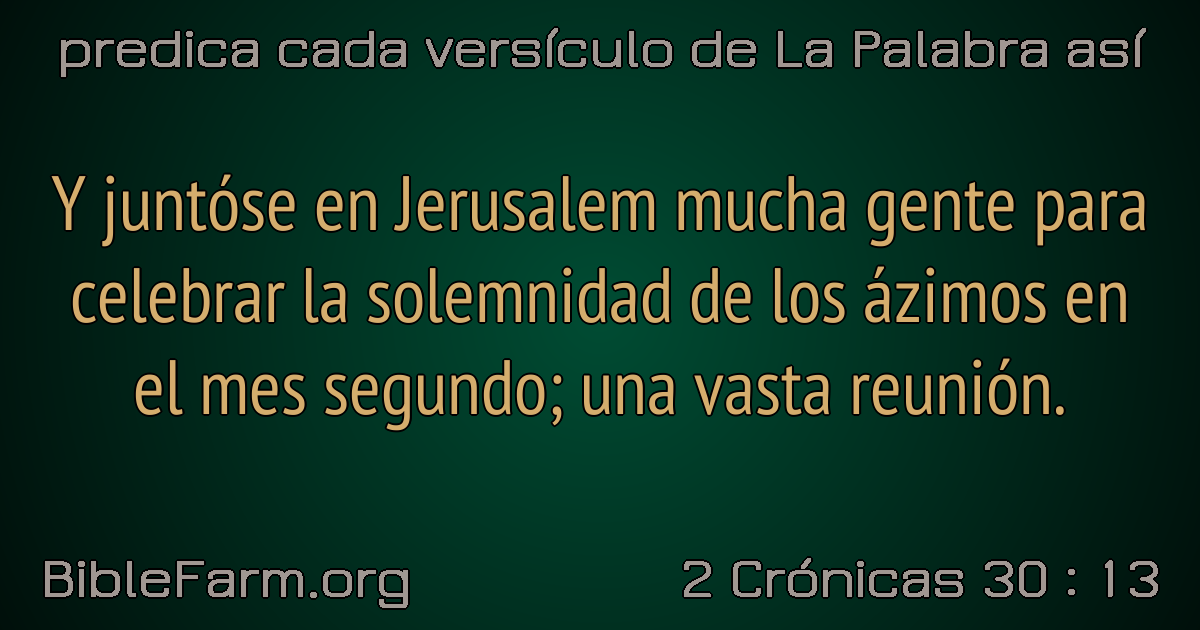 predica cada versículo de La Palabra así
Y juntóse en Jerusalem mucha gente para
celebrar la solemnidad de los ázimos en
el mes segundo; una vasta reunión.
BibleFarm.org
2 Crónicas 30 : 13